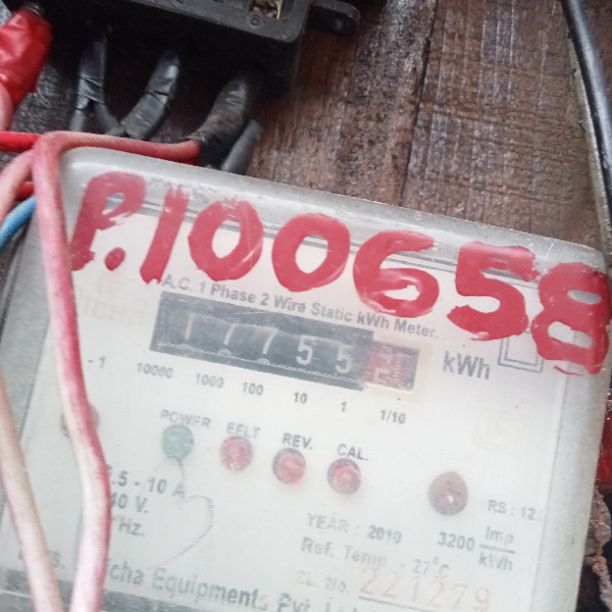 P.100658
A.C. 1 Phase 2 Wire Static kWh Meter.
17755 kWh
10000 1000 100 10 1 1/10
POWER EFLT REV. CAL.
.5 - 10 A
40 V.
Hz.
RS : 12
YEAR : 2010 3200 Imp/kWh
Ref. Temp - 27°C
SL. No. 221279
cha Equipments Pvt.